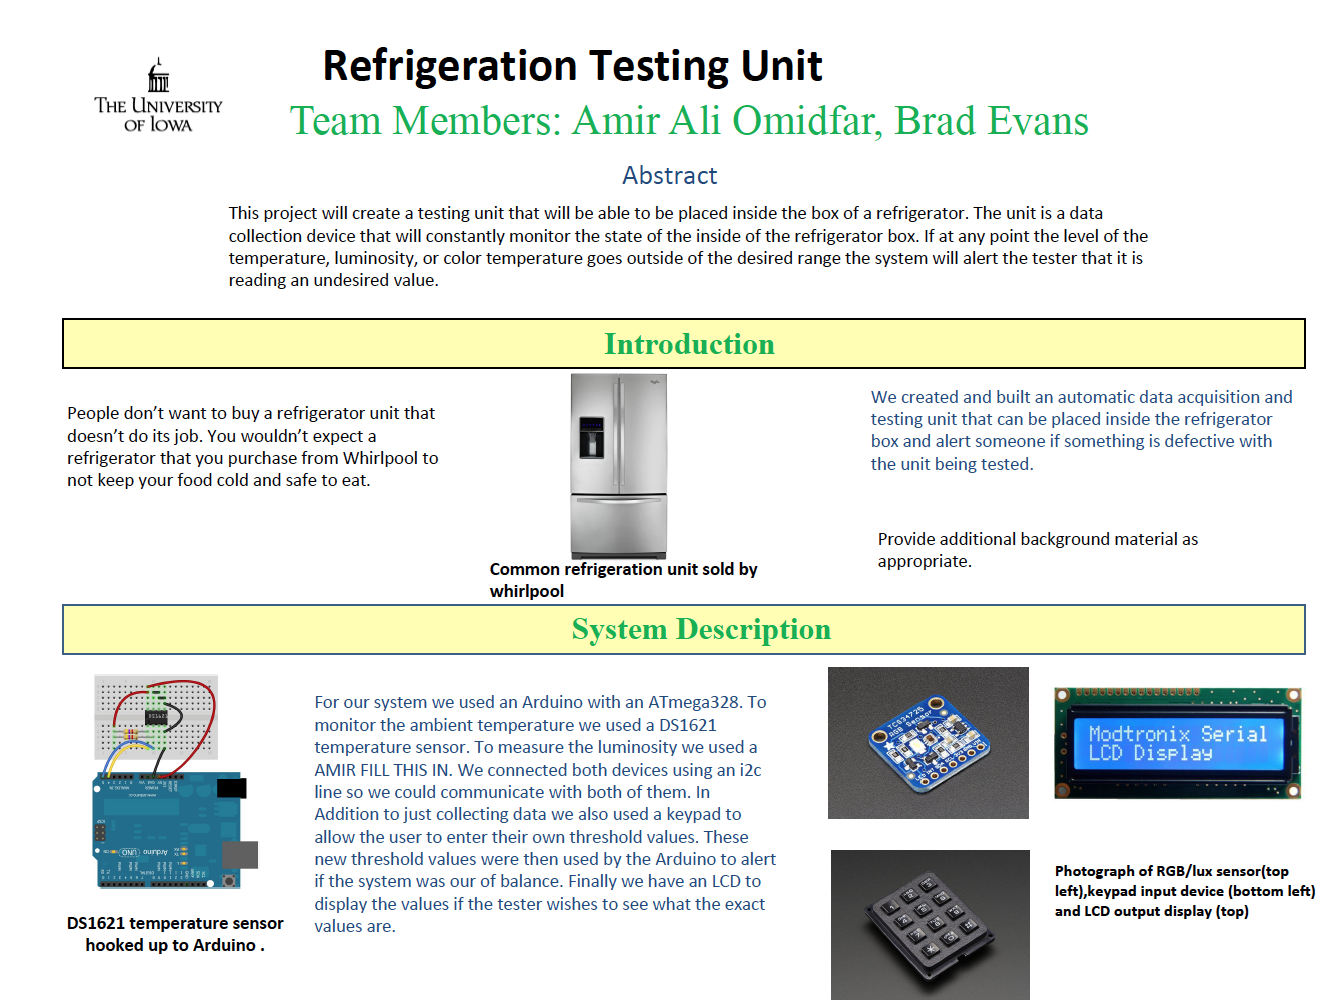 Refrigeration Testing Unit
THE UNIVERSITY
OF IOWA
Team Members: Amir Ali Omidfar, Brad Evans
Abstract
This project will create a testing unit that will be able to be placed inside the box of a refrigerator. The unit is a data
collection device that will constantly monitor the state of the inside of the refrigerator box. If at any point the level of the
temperature, luminosity, or color temperature goes outside of the desired range the system will alert the tester that it is
reading an undesired value.
Introduction
People don’t want to buy a refrigerator unit that
doesn’t do its job. You wouldn’t expect a
refrigerator that you purchase from Whirlpool to
not keep your food cold and safe to eat.
Common refrigeration unit sold by
whirlpool
We created and built an automatic data acquisition and
testing unit that can be placed inside the refrigerator
box and alert someone if something is defective with
the unit being tested.
Provide additional background material as
appropriate.
System Description
Arduino
UNO
DS1621 temperature sensor
hooked up to Arduino .
For our system we used an Arduino with an ATmega328. To
monitor the ambient temperature we used a DS1621
temperature sensor. To measure the luminosity we used a
AMIR FILL THIS IN. We connected both devices using an i2c
line so we could communicate with both of them. In
Addition to just collecting data we also used a keypad to
allow the user to enter their own threshold values. These
new threshold values were then used by the Arduino to alert
if the system was our of balance. Finally we have an LCD to
display the values if the tester wishes to see what the exact
values are.
TCS34725
RGB Sensor
Modtronix Serial
LCD Display
Photograph of RGB/lux sensor(top
left),keypad input device (bottom left)
and LCD output display (top)